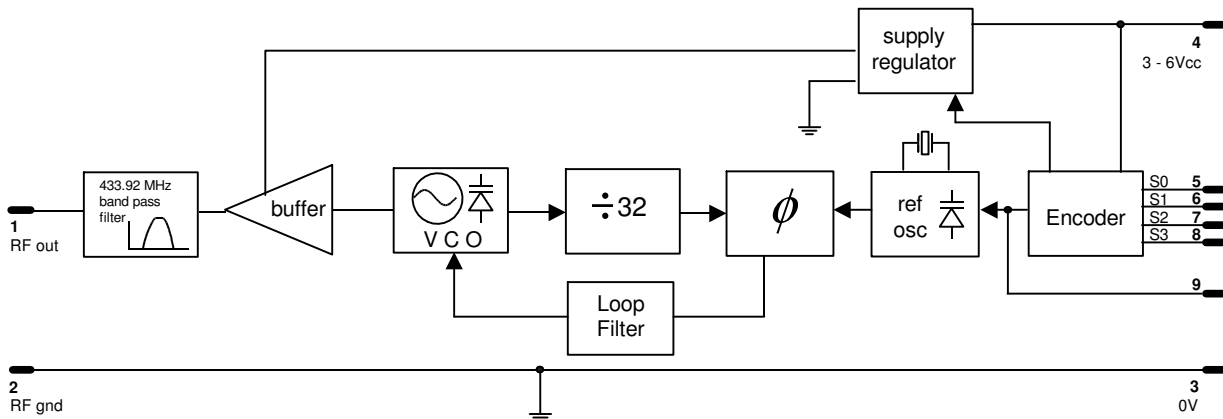 supply
regulator
4
3 - 6Vcc
433.92 MHz
band pass
filter
buffer
V C O
÷32
ϕ
ref
osc
Encoder
S0
5
S1
6
S2
7
S3
8
9
1
RF out
Loop
Filter
2
RF gnd
3
0V